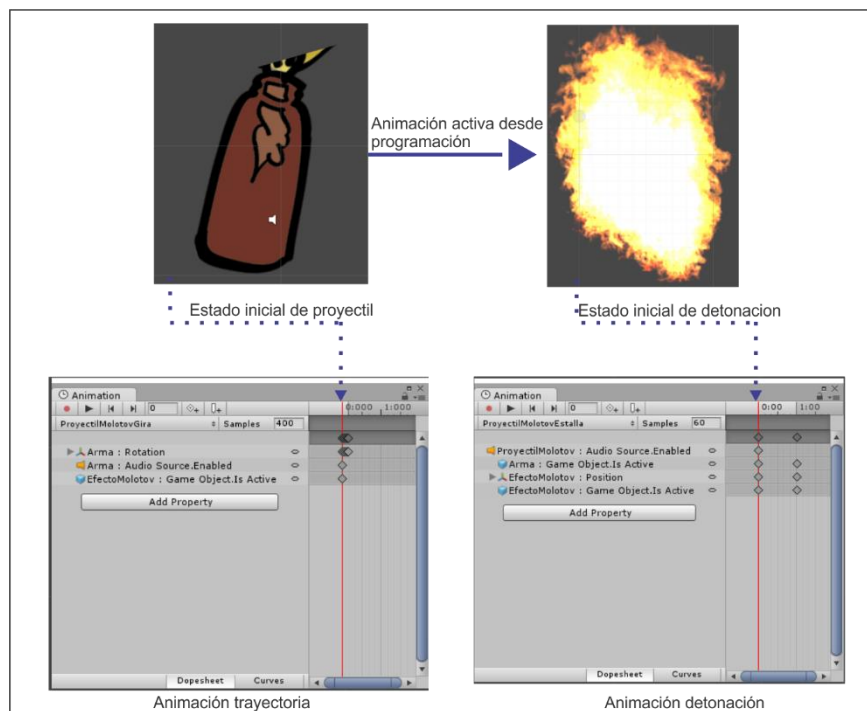 Animación activa desde
programación
Estado inicial de proyectil
Estado inicial de detonacion
Animation
0
0:000
1:000
ProyectilMolotovGira
Samples
400
Arma : Rotation
Arma : Audio Source.Enabled
EfectoMolotov : Game Object.Is Active
Add Property
Dopesheet
Curves
Animación trayectoria
Animation
0
0:00
1:00
ProyectilMolotovEstalla
Samples
60
ProyectilMolotov : Audio Source.Enabled
Arma : Game Object.Is Active
EfectoMolotov : Position
EfectoMolotov : Game Object.Is Active
Add Property
Dopesheet
Curves
Animación detonación